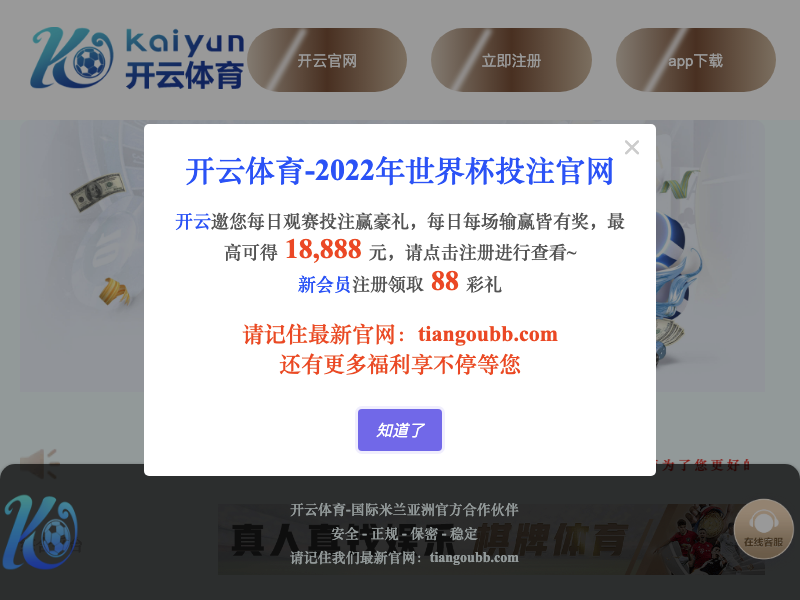 kaiyun
开云体育
开云官网
立即注册
app下载
×
开云体育-2022年世界杯投注官网
开云邀您每日观赛投注赢豪礼，每日每场输赢皆有奖，最
高可得 18,888 元，请点击注册进行查看~
新会员注册领取 88 彩礼
请记住最新官网：tiangoubb.com
还有更多福利享不停等您
知道了
为了您更好
开云体育-国际米兰亚洲官方合作伙伴
安全 - 正规 - 保密 - 稳定
请记住我们最新官网：tiangoubb.com
真人真钱娱乐 棋牌体育
在线客服